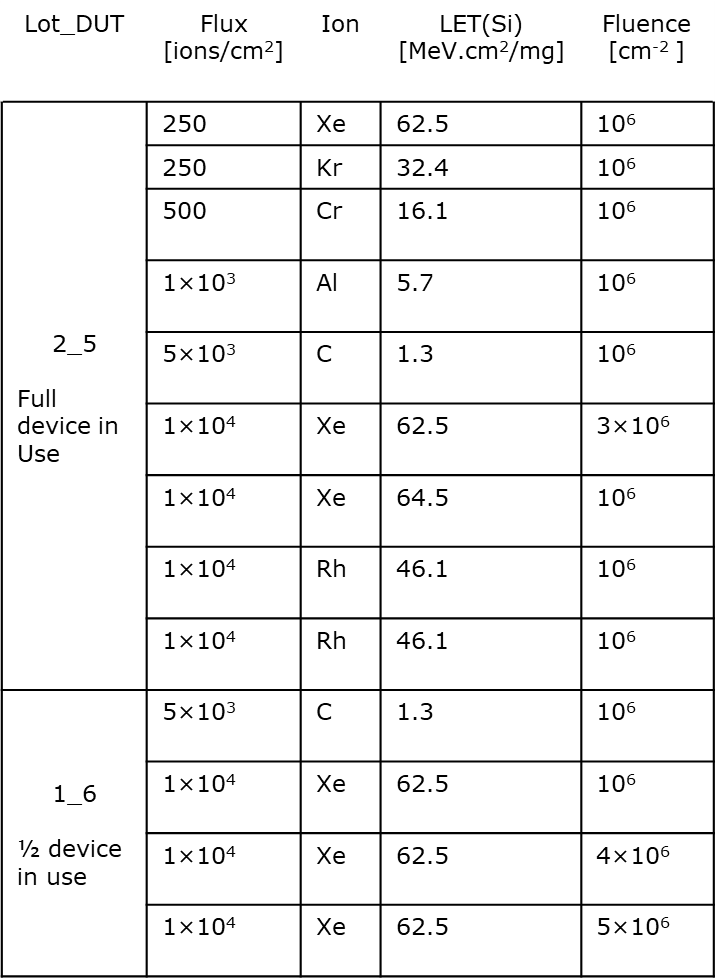 Lot_DUT Flux [ions/cm²] Ion LET(Si) [MeV.cm²/mg] Fluence [cm⁻² ]
2_5
Full
device in
Use
250 Xe 62.5 10⁶
250 Kr 32.4 10⁶
500 Cr 16.1 10⁶
1×10³ Al 5.7 10⁶
5×10³ C 1.3 10⁶
1×10⁴ Xe 62.5 3×10⁶
1×10⁴ Xe 64.5 10⁶
1×10⁴ Rh 46.1 10⁶
1×10⁴ Rh 46.1 10⁶
1_6
½ device
in use
5×10³ C 1.3 10⁶
1×10⁴ Xe 62.5 10⁶
1×10⁴ Xe 62.5 4×10⁶
1×10⁴ Xe 62.5 5×10⁶